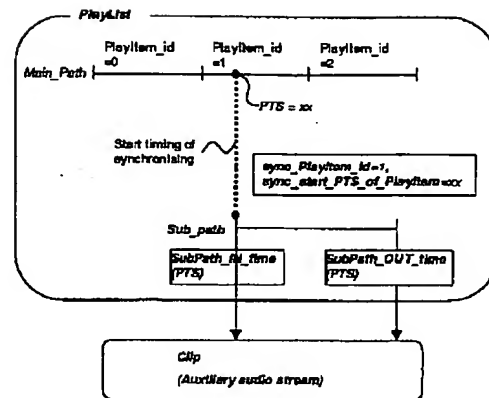 PlayList
PlayItem_id
=0
PlayItem_id
=1
PlayItem_id
=2
Main_Path
PTS = xx
Start timing of
synchronising
sync_PlayItem_id=1,
sync_start_PTS_of_PlayItem=xx
Sub_path
SubPath_IN_time
(PTS)
SubPath_OUT_time
(PTS)
Clip
(Auxiliary audio stream)